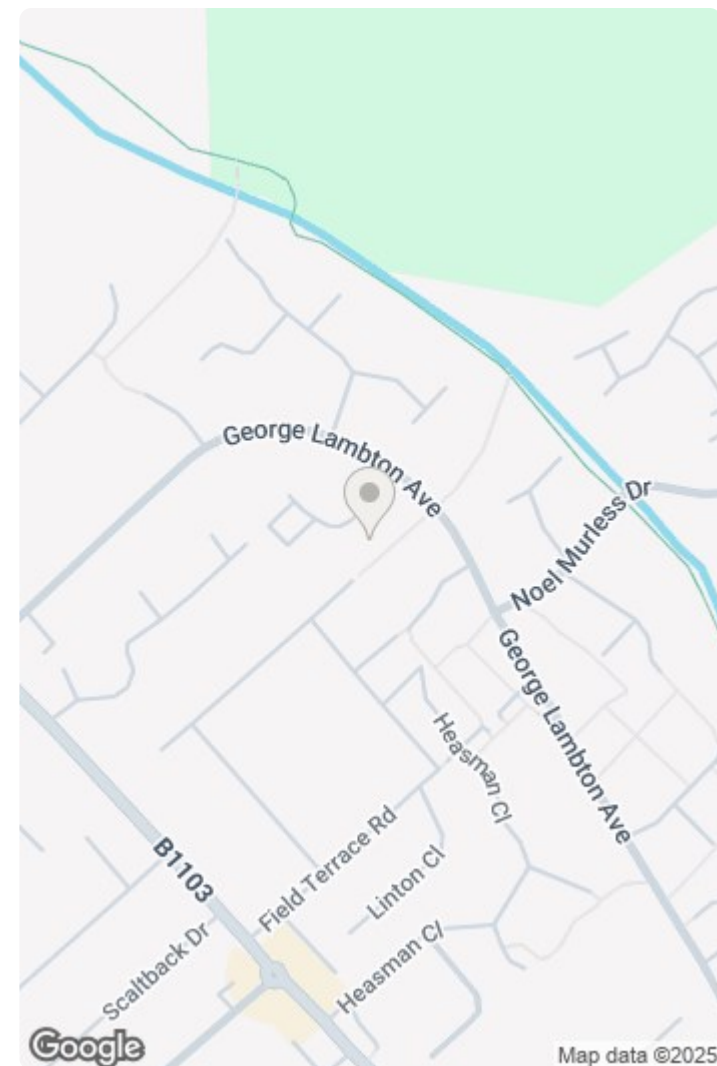 George Lambton Ave
Noel Murless Dr
George Lambton Ave
Heasman Cl
B1103
Field Terrace Rd
Linton Cl
Scaltback Dr
Heasman Cl
Google
Map data ©2025